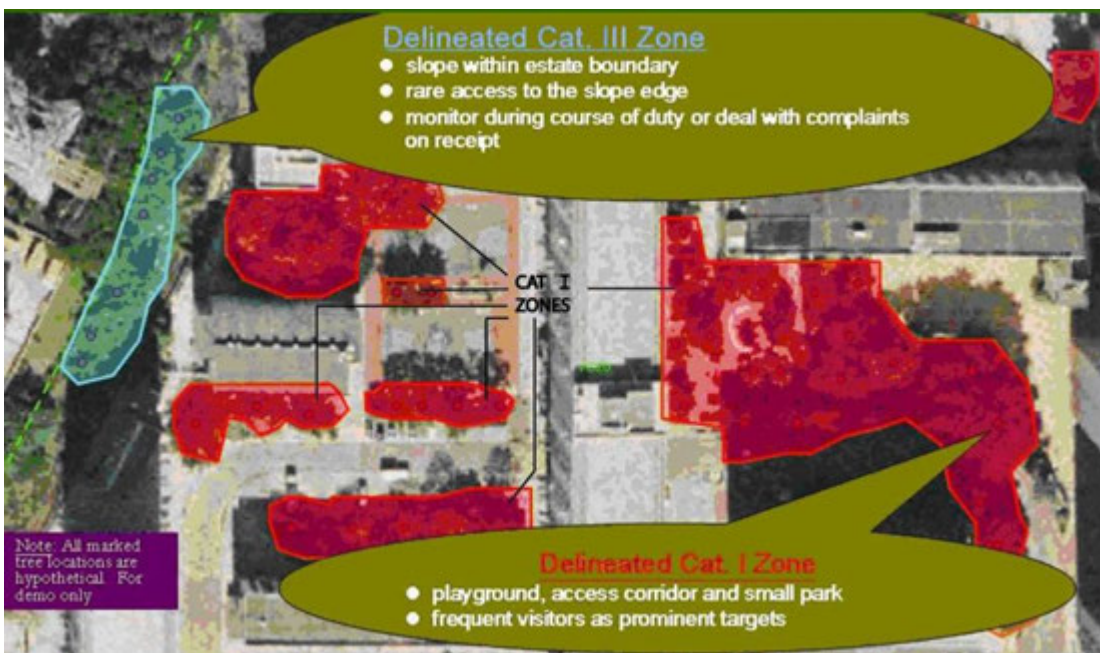 Delineated Cat. III Zone
● slope within estate boundary
● rare access to the slope edge
● monitor during course of duty or deal with complaints
on receipt
CAT I
ZONES
Note: All marked
tree locations are
hypothetical. For
demo only
Delineated Cat. I Zone
● playground, access corridor and small park
● frequent visitors as prominent targets